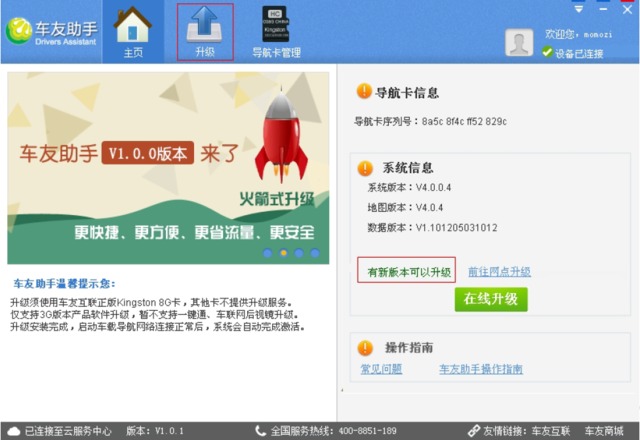 车友助手
Drivers Assistant
主页
升级
HC
Kingston
导航卡管理
欢迎您，momozi
设备已连接
车友助手 V1.0.0版本 来了
火箭式升级
更快捷、更方便、更省流量、更安全
车友助手温馨提示您：
升级须使用车友互联正版Kingston 8G卡，其他卡不提供升级服务。
仅支持3G版本产品软件升级，暂不支持一键通、车联网后视镜升级。
升级安装完成，启动车载导航网络连接正常后，系统会自动完成激活。
导航卡信息
导航卡序列号：8a5c 8f4c ff52 829c
系统信息
系统版本：V4.0.0.4
地图版本：V4.0.4
数据版本：V1.101205031012
有新版本可以升级 前往网点升级
在线升级
操作指南
常见问题 车友助手操作指南
已连接至云服务中心 版本：V1.0.1 全国服务热线：400-8851-189 友情链接：车友互联 车友商城